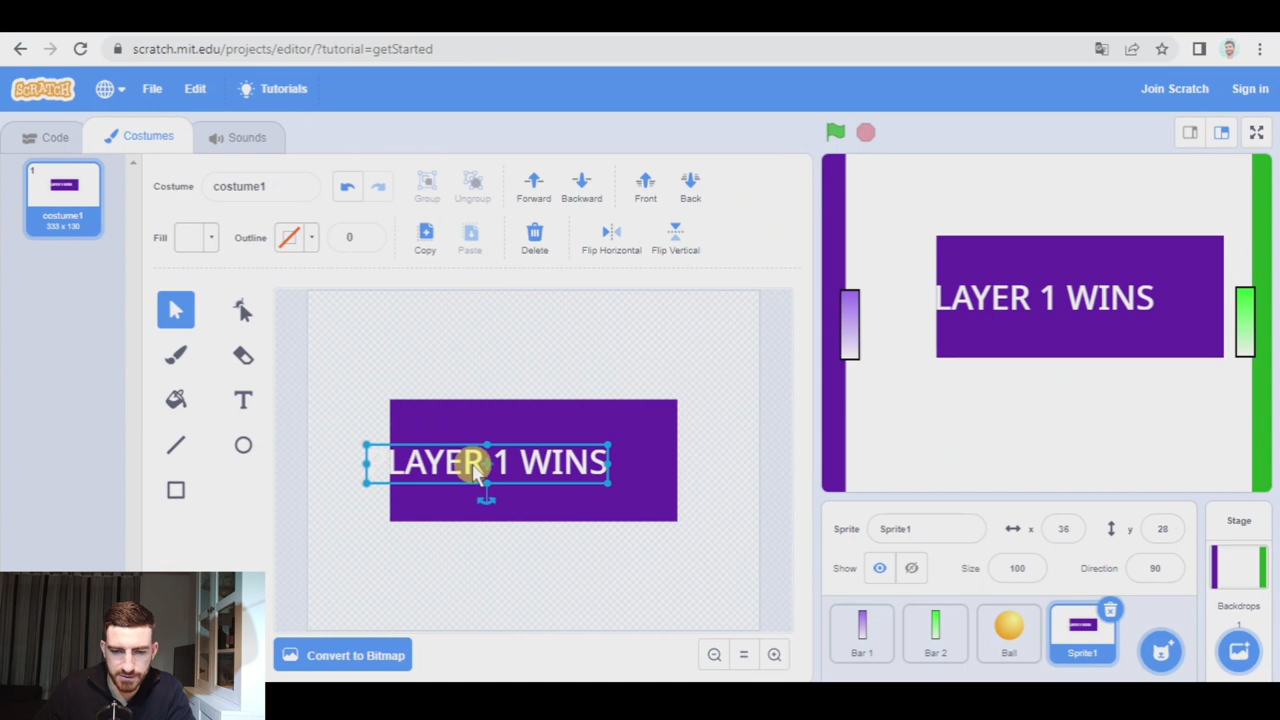 scratch.mit.edu/projects/editor/?tutorial=getStarted
SCRATCH File Edit Tutorials Join Scratch Sign in
Code Costumes Sounds
1
costume1
333 x 130
Costume costume1 Group Ungroup Forward Backward Front Back
Fill Outline 0 Copy Paste Delete Flip Horizontal Flip Vertical
LAYER 1 WINS
LAYER 1 WINS
Convert to Bitmap
Sprite Sprite1 x 36 y 28
Show Size 100 Direction 90
Bar 1 Bar 2 Ball Sprite1
Stage
Backdrops
1